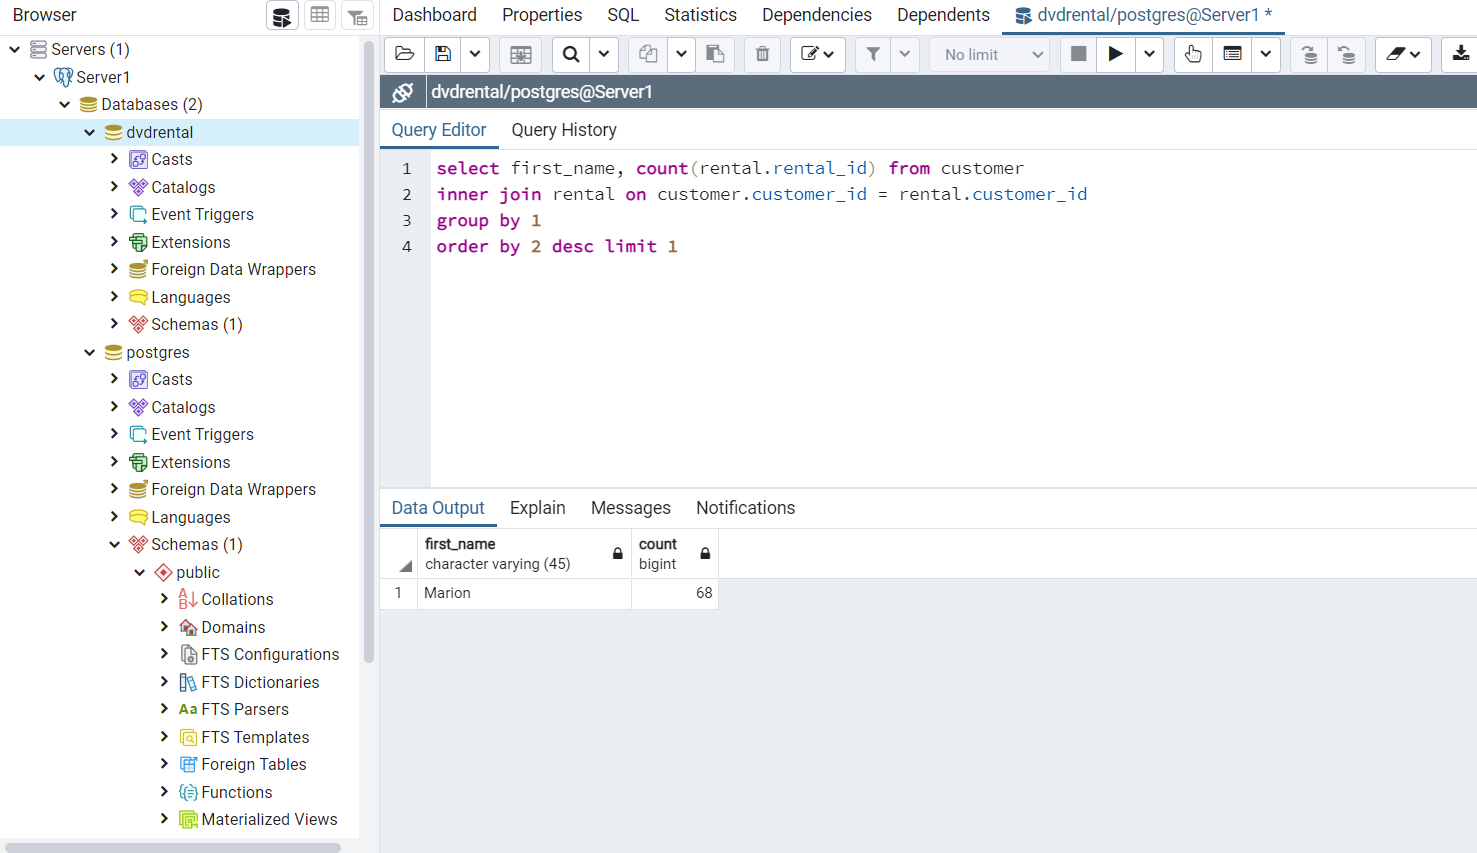 Browser
Servers (1)
Server1
Databases (2)
dvdrental
Casts
Catalogs
Event Triggers
Extensions
Foreign Data Wrappers
Languages
Schemas (1)
postgres
Casts
Catalogs
Event Triggers
Extensions
Foreign Data Wrappers
Languages
Schemas (1)
public
Collations
Domains
FTS Configurations
FTS Dictionaries
Aa FTS Parsers
FTS Templates
Foreign Tables
Functions
Materialized Views
Dashboard Properties SQL Statistics Dependencies Dependents dvdrental/postgres@Server1 *
No limit
dvdrental/postgres@Server1
Query Editor Query History
1 select first_name, count(rental.rental_id) from customer
2 inner join rental on customer.customer_id = rental.customer_id
3 group by 1
4 order by 2 desc limit 1
Data Output Explain Messages Notifications
first_name count
character varying (45) bigint
1 Marion 68